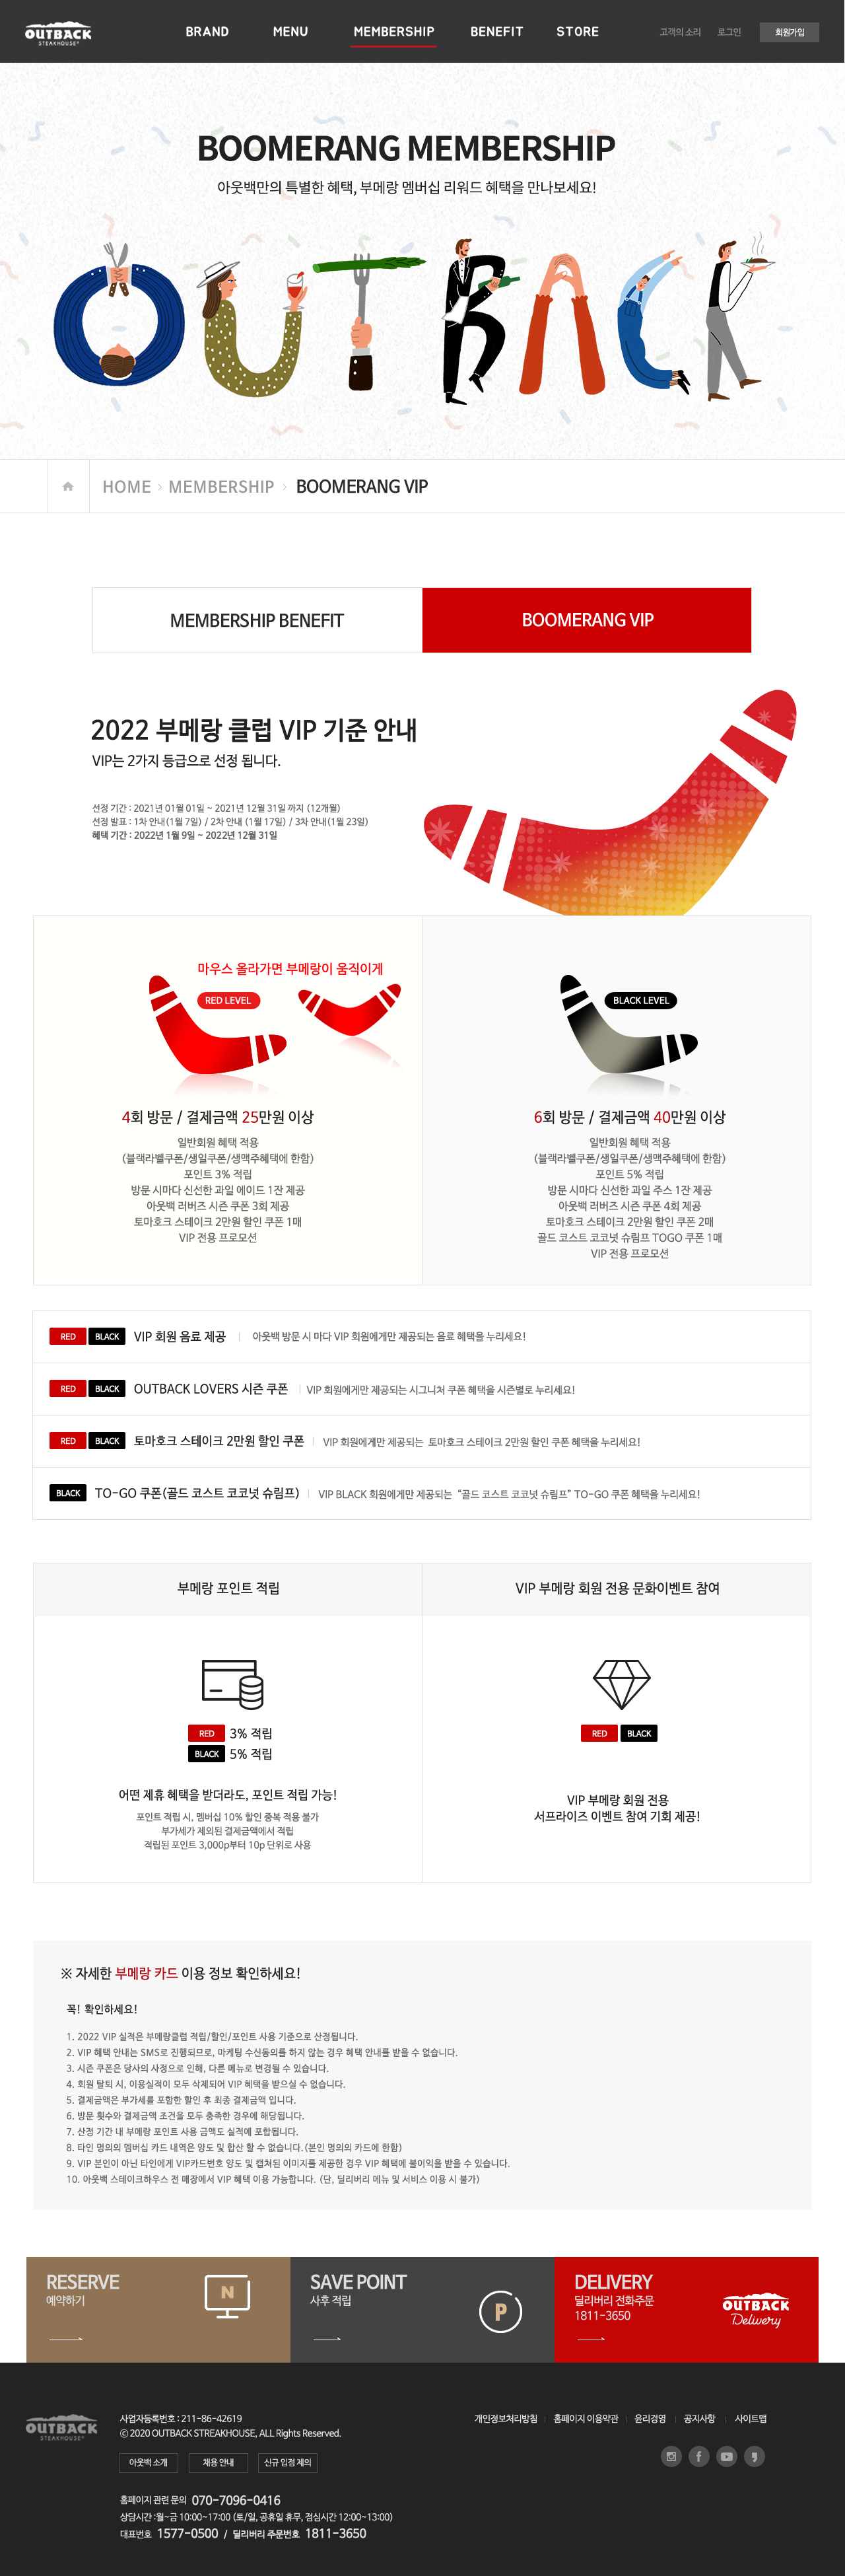 OUTBACK
STEAKHOUSE
BRAND MENU MEMBERSHIP BENEFIT STORE 고객의 소리 로그인 회원가입
BOOMERANG MEMBERSHIP
아웃백만의 특별한 혜택, 부메랑 멤버십 리워드 혜택을 만나보세요!
OUTBACK
HOME > MEMBERSHIP > BOOMERANG VIP
MEMBERSHIP BENEFIT BOOMERANG VIP
2022 부메랑 클럽 VIP 기준 안내
VIP는 2가지 등급으로 선정 됩니다.
선정 기간 : 2021년 01월 01일 ~ 2021년 12월 31일 까지 (12개월)
선정 발표 : 1차 안내(1월 7일) / 2차 안내 (1월 17일) / 3차 안내(1월 23일)
혜택 기간 : 2022년 1월 9일 ~ 2022년 12월 31일
마우스 올라가면 부메랑이 움직이게
RED LEVEL
4회 방문 / 결제금액 25만원 이상
일반회원 혜택 적용
(블랙라벨쿠폰/생일쿠폰/생맥주혜택에 한함)
포인트 3% 적립
방문 시마다 신선한 과일 에이드 1잔 제공
아웃백 러버즈 시즌 쿠폰 3회 제공
토마호크 스테이크 2만원 할인 쿠폰 1매
VIP 전용 프로모션
BLACK LEVEL
6회 방문 / 결제금액 40만원 이상
일반회원 혜택 적용
(블랙라벨쿠폰/생일쿠폰/생맥주혜택에 한함)
포인트 5% 적립
방문 시마다 신선한 과일 주스 1잔 제공
아웃백 러버즈 시즌 쿠폰 4회 제공
토마호크 스테이크 2만원 할인 쿠폰 2매
골드 코스트 코코넛 슈림프 TOGO 쿠폰 1매
VIP 전용 프로모션
RED BLACK VIP 회원 음료 제공 | 아웃백 방문 시 마다 VIP 회원에게만 제공되는 음료 혜택을 누리세요!
RED BLACK OUTBACK LOVERS 시즌 쿠폰 | VIP 회원에게만 제공되는 시그니처 쿠폰 혜택을 시즌별로 누리세요!
RED BLACK 토마호크 스테이크 2만원 할인 쿠폰 | VIP 회원에게만 제공되는 토마호크 스테이크 2만원 할인 쿠폰 혜택을 누리세요!
BLACK TO-GO 쿠폰(골드 코스트 코코넛 슈림프) | VIP BLACK 회원에게만 제공되는 “골드 코스트 코코넛 슈림프” TO-GO 쿠폰 혜택을 누리세요!
부메랑 포인트 적립
RED 3% 적립
BLACK 5% 적립
어떤 제휴 혜택을 받더라도, 포인트 적립 가능!
포인트 적립 시, 멤버십 10% 할인 중복 적용 불가
부가세가 제외된 결제금액에서 적립
적립된 포인트 3,000p부터 10p 단위로 사용
VIP 부메랑 회원 전용 문화이벤트 참여
RED BLACK
VIP 부메랑 회원 전용
서프라이즈 이벤트 참여 기회 제공!
※ 자세한 부메랑 카드 이용 정보 확인하세요!
꼭! 확인하세요!
1. 2022 VIP 실적은 부메랑클럽 적립/할인/포인트 사용 기준으로 산정됩니다.
2. VIP 혜택 안내는 SMS로 진행되므로, 마케팅 수신동의를 하지 않는 경우 혜택 안내를 받을 수 없습니다.
3. 시즌 쿠폰은 당사의 사정으로 인해, 다른 메뉴로 변경될 수 있습니다.
4. 회원 탈퇴 시, 이용실적이 모두 삭제되어 VIP 혜택을 받으실 수 없습니다.
5. 결제금액은 부가세를 포함한 할인 후 최종 결제금액 입니다.
6. 방문 횟수와 결제금액 조건을 모두 충족한 경우에 해당됩니다.
7. 산정 기간 내 부메랑 포인트 사용 금액도 실적에 포합됩니다.
8. 타인 명의의 멤버십 카드 내역은 양도 및 합산 할 수 없습니다.(본인 명의의 카드에 한함)
9. VIP 본인이 아닌 타인에게 VIP카드번호 양도 및 캡쳐된 이미지를 제공한 경우 VIP 혜택에 불이익을 받을 수 있습니다.
10. 아웃백 스테이크하우스 전 매장에서 VIP 혜택 이용 가능합니다. (단, 딜리버리 메뉴 및 서비스 이용 시 불가)
RESERVE
예약하기
N
SAVE POINT
사후 적립
P
DELIVERY
딜리버리 전화주문
1811-3650
OUTBACK
Delivery
OUTBACK
STEAKHOUSE
사업자등록번호 : 211-86-42619
© 2020 OUTBACK STREAKHOUSE, ALL Rights Reserved.
아웃백 소개 채용 안내 신규 입점 제의
개인정보처리방침 | 홈페이지 이용약관 | 윤리경영 | 공지사항 | 사이트맵
홈페이지 관련 문의 070-7096-0416
상담시간 :월~금 10:00~17:00 (토/일, 공휴일 휴무, 점심시간 12:00~13:00)
대표번호 1577-0500 / 딜리버리 주문번호 1811-3650